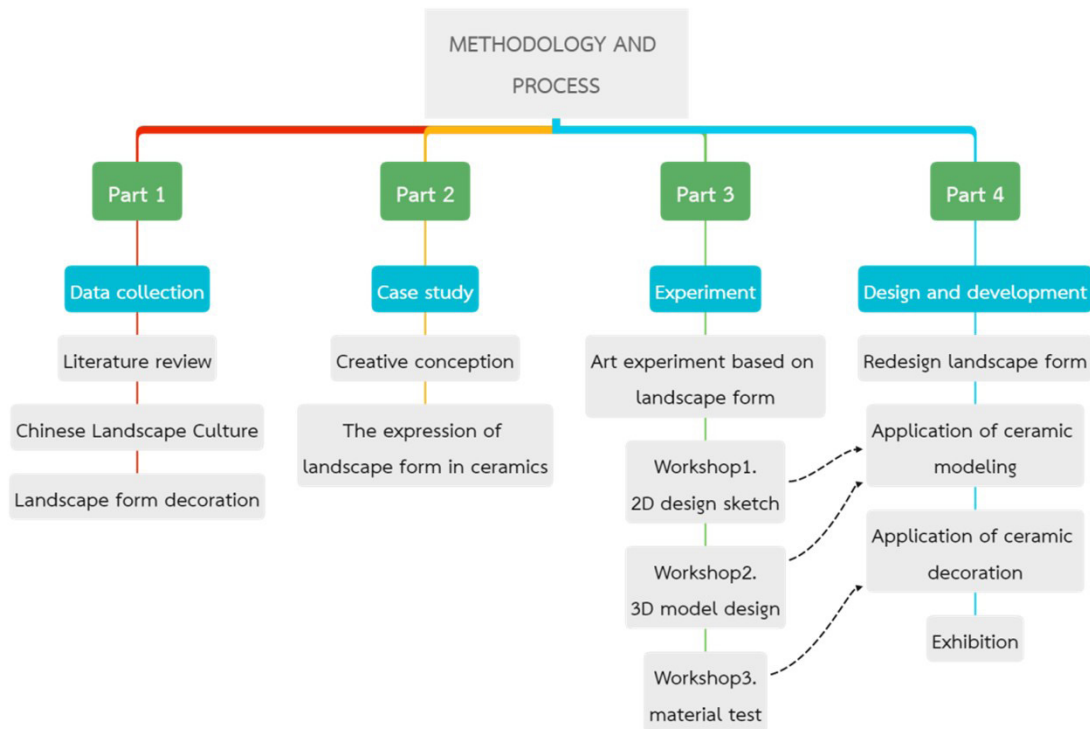 METHODOLOGY AND
PROCESS
Part 1
Data collection
Literature review
Chinese Landscape Culture
Landscape form decoration
Part 2
Case study
Creative conception
The expression of
landscape form in ceramics
Part 3
Experiment
Art experiment based on
landscape form
Workshop1.
2D design sketch
Workshop2.
3D model design
Workshop3.
material test
Part 4
Design and development
Redesign landscape form
Application of ceramic
modeling
Application of ceramic
decoration
Exhibition